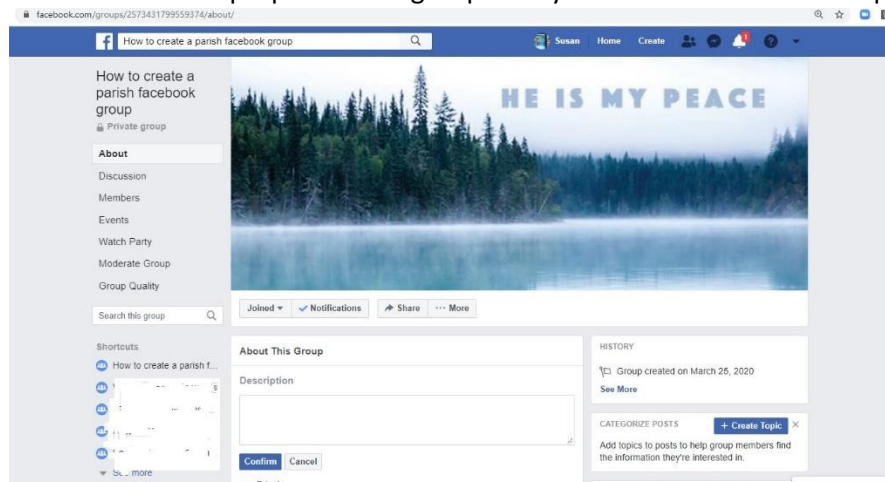 facebook.com/groups/2573431799559374/about/
How to create a parish facebook group
Susan Home Create
1
How to create a
parish facebook
group
Private group
HE IS MY PEACE
About
Discussion
Members
Events
Watch Party
Moderate Group
Group Quality
Search this group
Joined Notifications Share ··· More
Shortcuts
How to create a parish f...
See more
About This Group
Description
Confirm Cancel
HISTORY
Group created on March 25, 2020
See More
CATEGORIZE POSTS + Create Topic ×
Add topics to posts to help group members find
the information they're interested in.